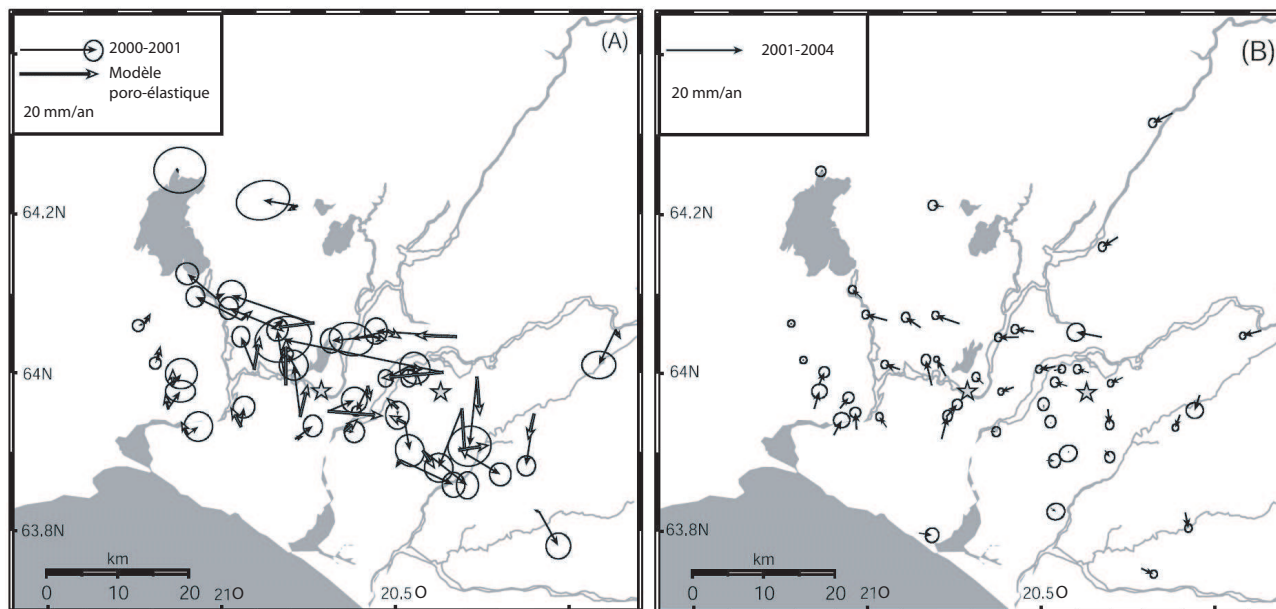 2000-2001
Modèle
poro-élastique
20 mm/an
(A)
64.2N
64N
63.8N
km
0 10 20
21O
20.5O
2001-2004
20 mm/an
(B)
64.2N
64N
63.8N
km
0 10 20
21O
20.5O